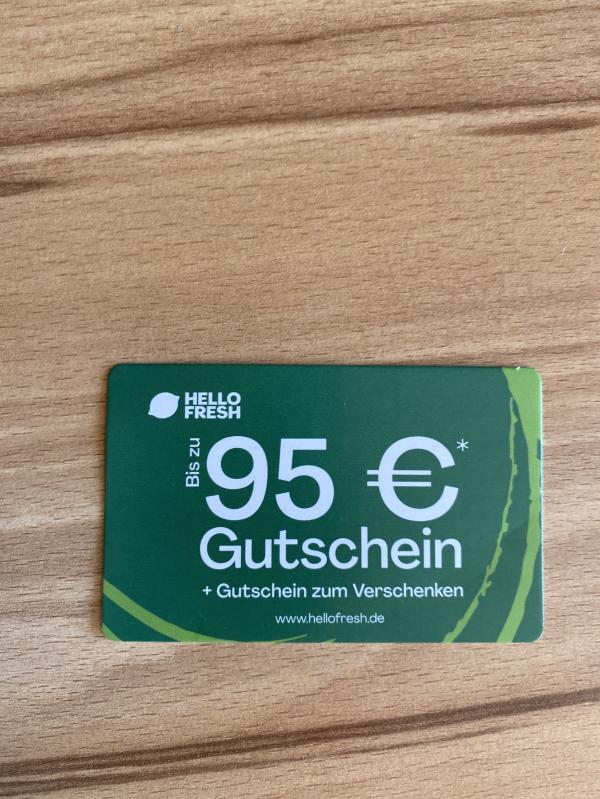 HELLO
FRESH
Bis zu
95 €*
Gutschein
+ Gutschein zum Verschenken
www.hellofresh.de